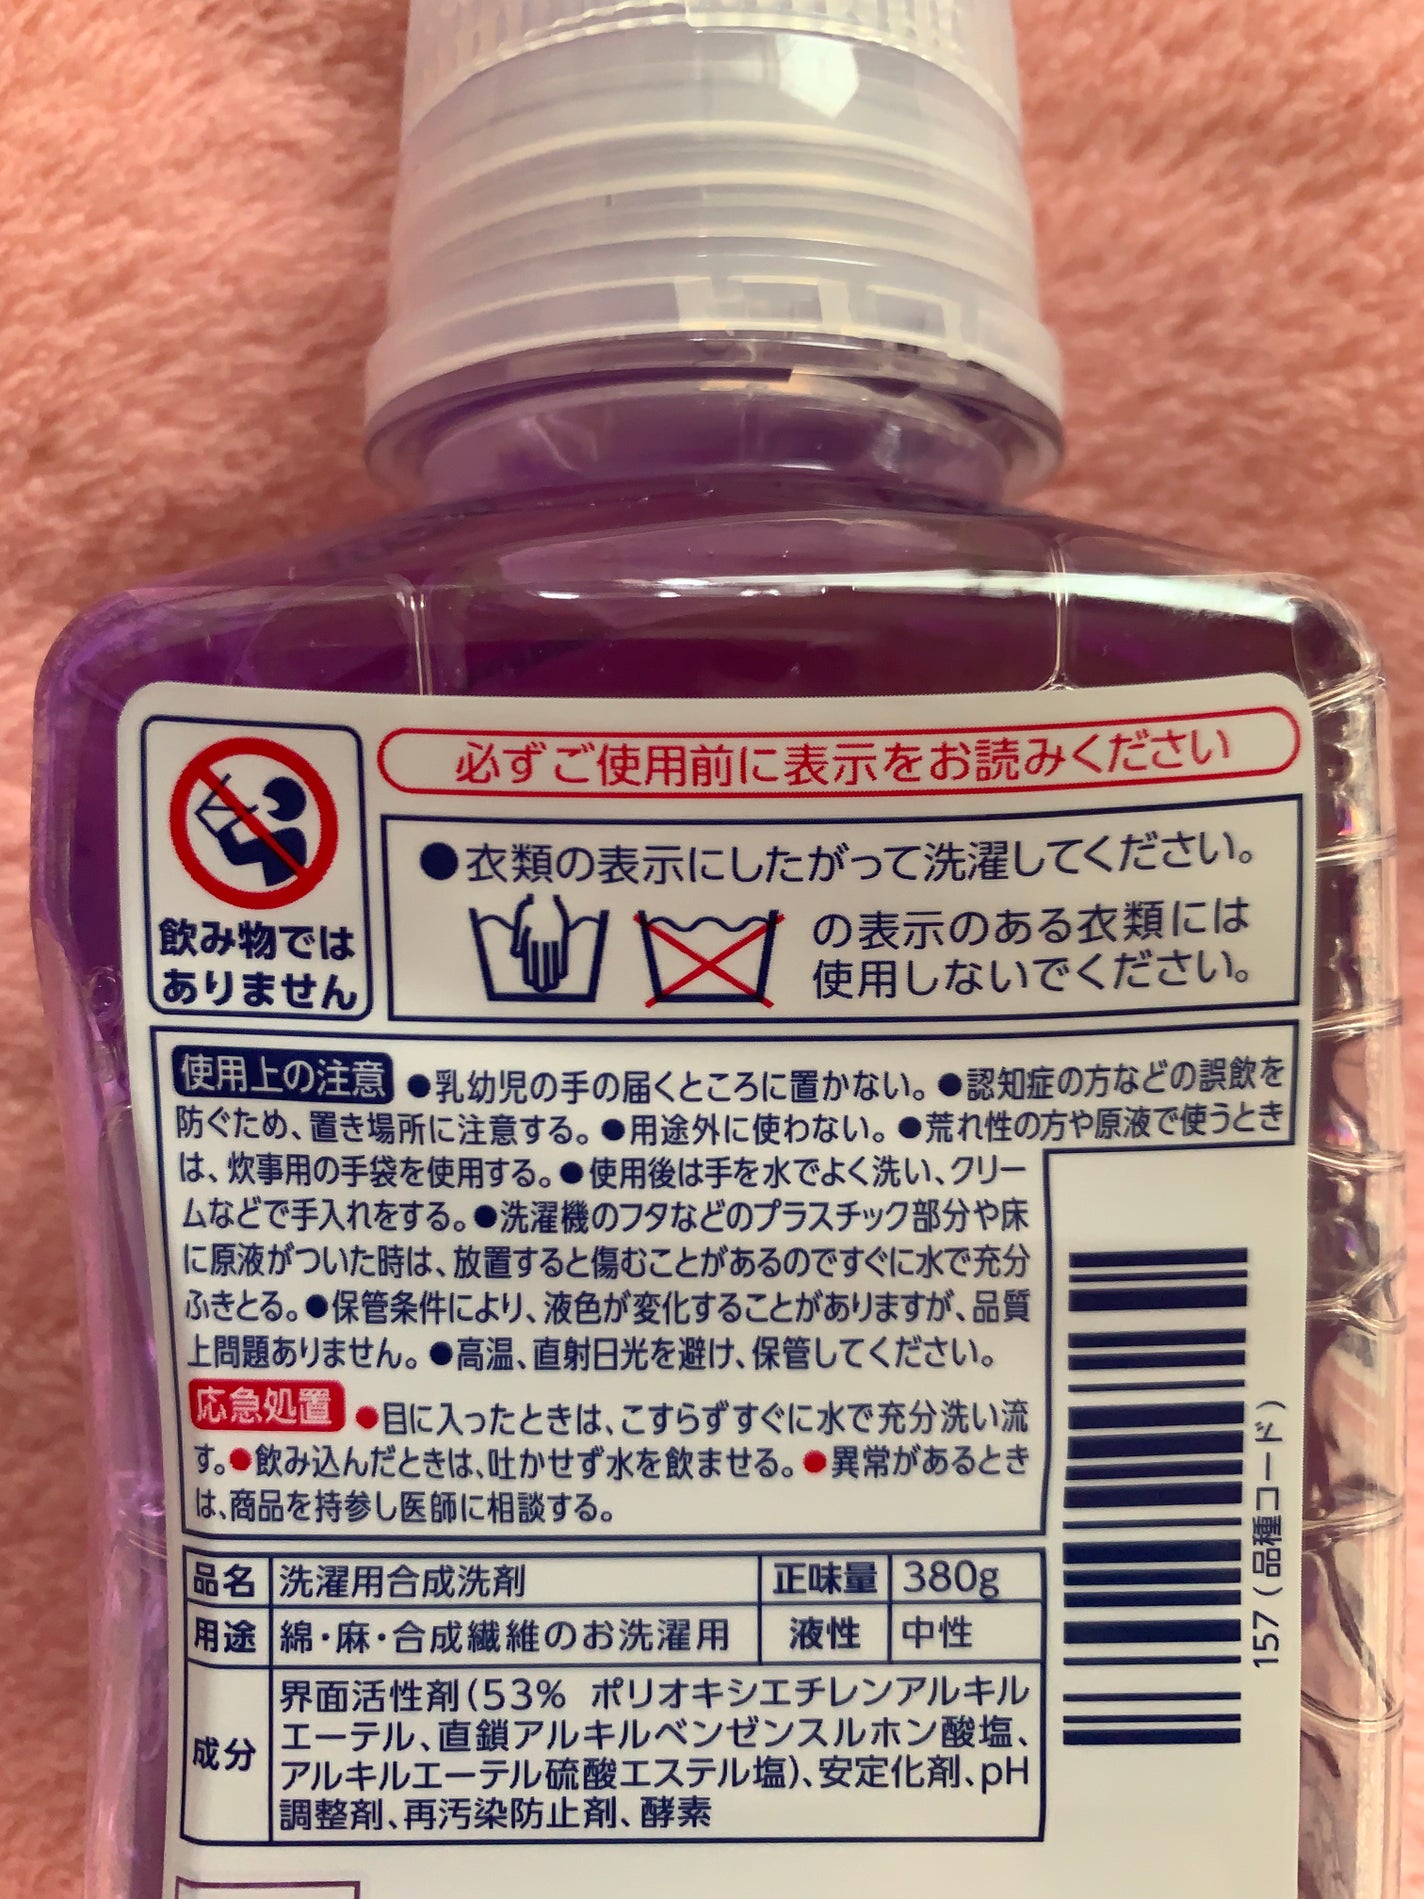 必ずご使用前に表示をお読みください
飲み物では
ありません
●衣類の表示にしたがって洗濯してください。
の表示のある衣類には
使用しないでください。
使用上の注意 ●乳幼児の手の届くところに置かない。●認知症の方などの誤飲を
防ぐため、置き場所に注意する。●用途外に使わない。●荒れ性の方や原液で使うとき
は、炊事用の手袋を使用する。●使用後は手を水でよく洗い、クリー
ムなどで手入れをする。●洗濯機のフタなどのプラスチック部分や床
に原液がついた時は、放置すると傷むことがあるのですぐに水で充分
ふきとる。●保管条件により、液色が変化することがありますが、品質
上問題ありません。●高温、直射日光を避け、保管してください。
応急処置 ●目に入ったときは、こすらずすぐに水で充分洗い流
す。●飲み込んだときは、吐かせず水を飲ませる。●異常があるとき
は、商品を持参し医師に相談する。
品名 洗濯用合成洗剤 正味量 380g
用途 綿・麻・合成繊維のお洗濯用 液性 中性
成分 界面活性剤(53% ポリオキシエチレンアルキル
エーテル、直鎖アルキルベンゼンスルホン酸塩、
アルキルエーテル硫酸エステル塩)、安定化剤、pH
調整剤、再汚染防止剤、酵素
157(品種コード)